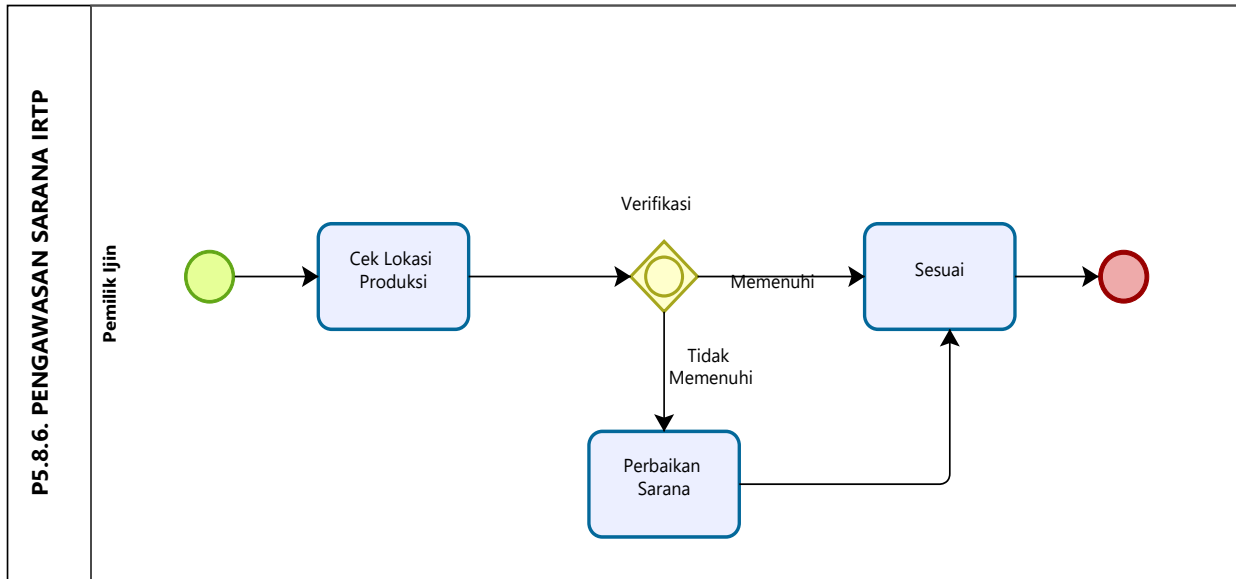 P5.8.6. PENGAWASAN SARANA IRTP
Pemilik Ijin
Cek Lokasi
Produksi
Verifikasi
Memenuhi
Sesuai
Tidak
Memenuhi
Perbaikan
Sarana